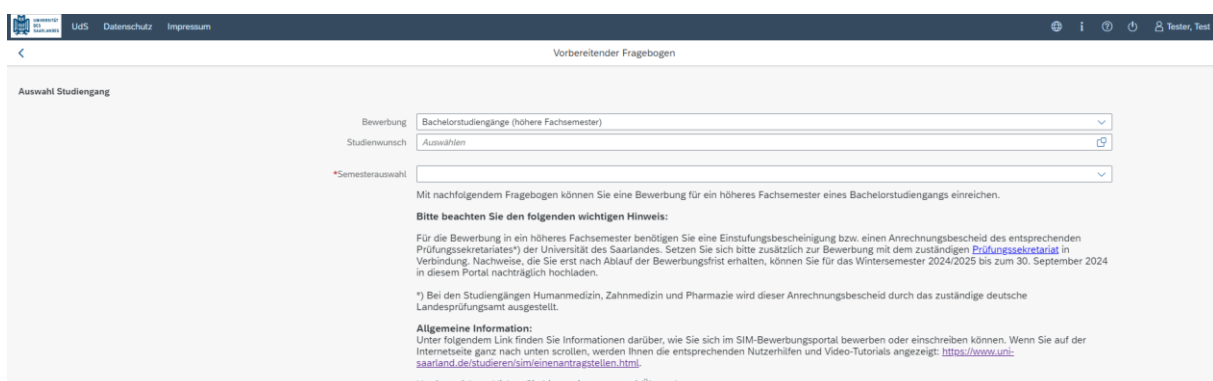 UNIVERSITÄT
DES
SAARLANDES
UdS Datenschutz Impressum
Tester, Test
Vorbereitender Fragebogen
Auswahl Studiengang
Bewerbung Bachelorstudiengänge (höhere Fachsemester)
Studienwunsch Auswählen
*Semesterauswahl
Mit nachfolgendem Fragebogen können Sie eine Bewerbung für ein höheres Fachsemester eines Bachelorstudiengangs einreichen.
Bitte beachten Sie den folgenden wichtigen Hinweis:
Für die Bewerbung in ein höheres Fachsemester benötigen Sie eine Einstufungsbescheinigung bzw. einen Anrechnungsbescheid des entsprechenden
Prüfungssekretariates*) der Universität des Saarlandes. Setzen Sie sich bitte zusätzlich zur Bewerbung mit dem zuständigen Prüfungssekretariat in
Verbindung. Nachweise, die Sie erst nach Ablauf der Bewerbungsfrist erhalten, können Sie für das Wintersemester 2024/2025 bis zum 30. September 2024
in diesem Portal nachträglich hochladen.
*) Bei den Studiengängen Humanmedizin, Zahnmedizin und Pharmazie wird dieser Anrechnungsbescheid durch das zuständige deutsche
Landesprüfungsamt ausgestellt.
Allgemeine Information:
Unter folgendem Link finden Sie Informationen darüber, wie Sie sich im SIM-Bewerbungsportal bewerben oder einschreiben können. Wenn Sie auf der
Internetseite ganz nach unten scrollen, werden Ihnen die entsprechenden Nutzerhilfen und Video-Tutorials angezeigt: https://www.uni-
saarland.de/studieren/sim/einenantragstellen.html.